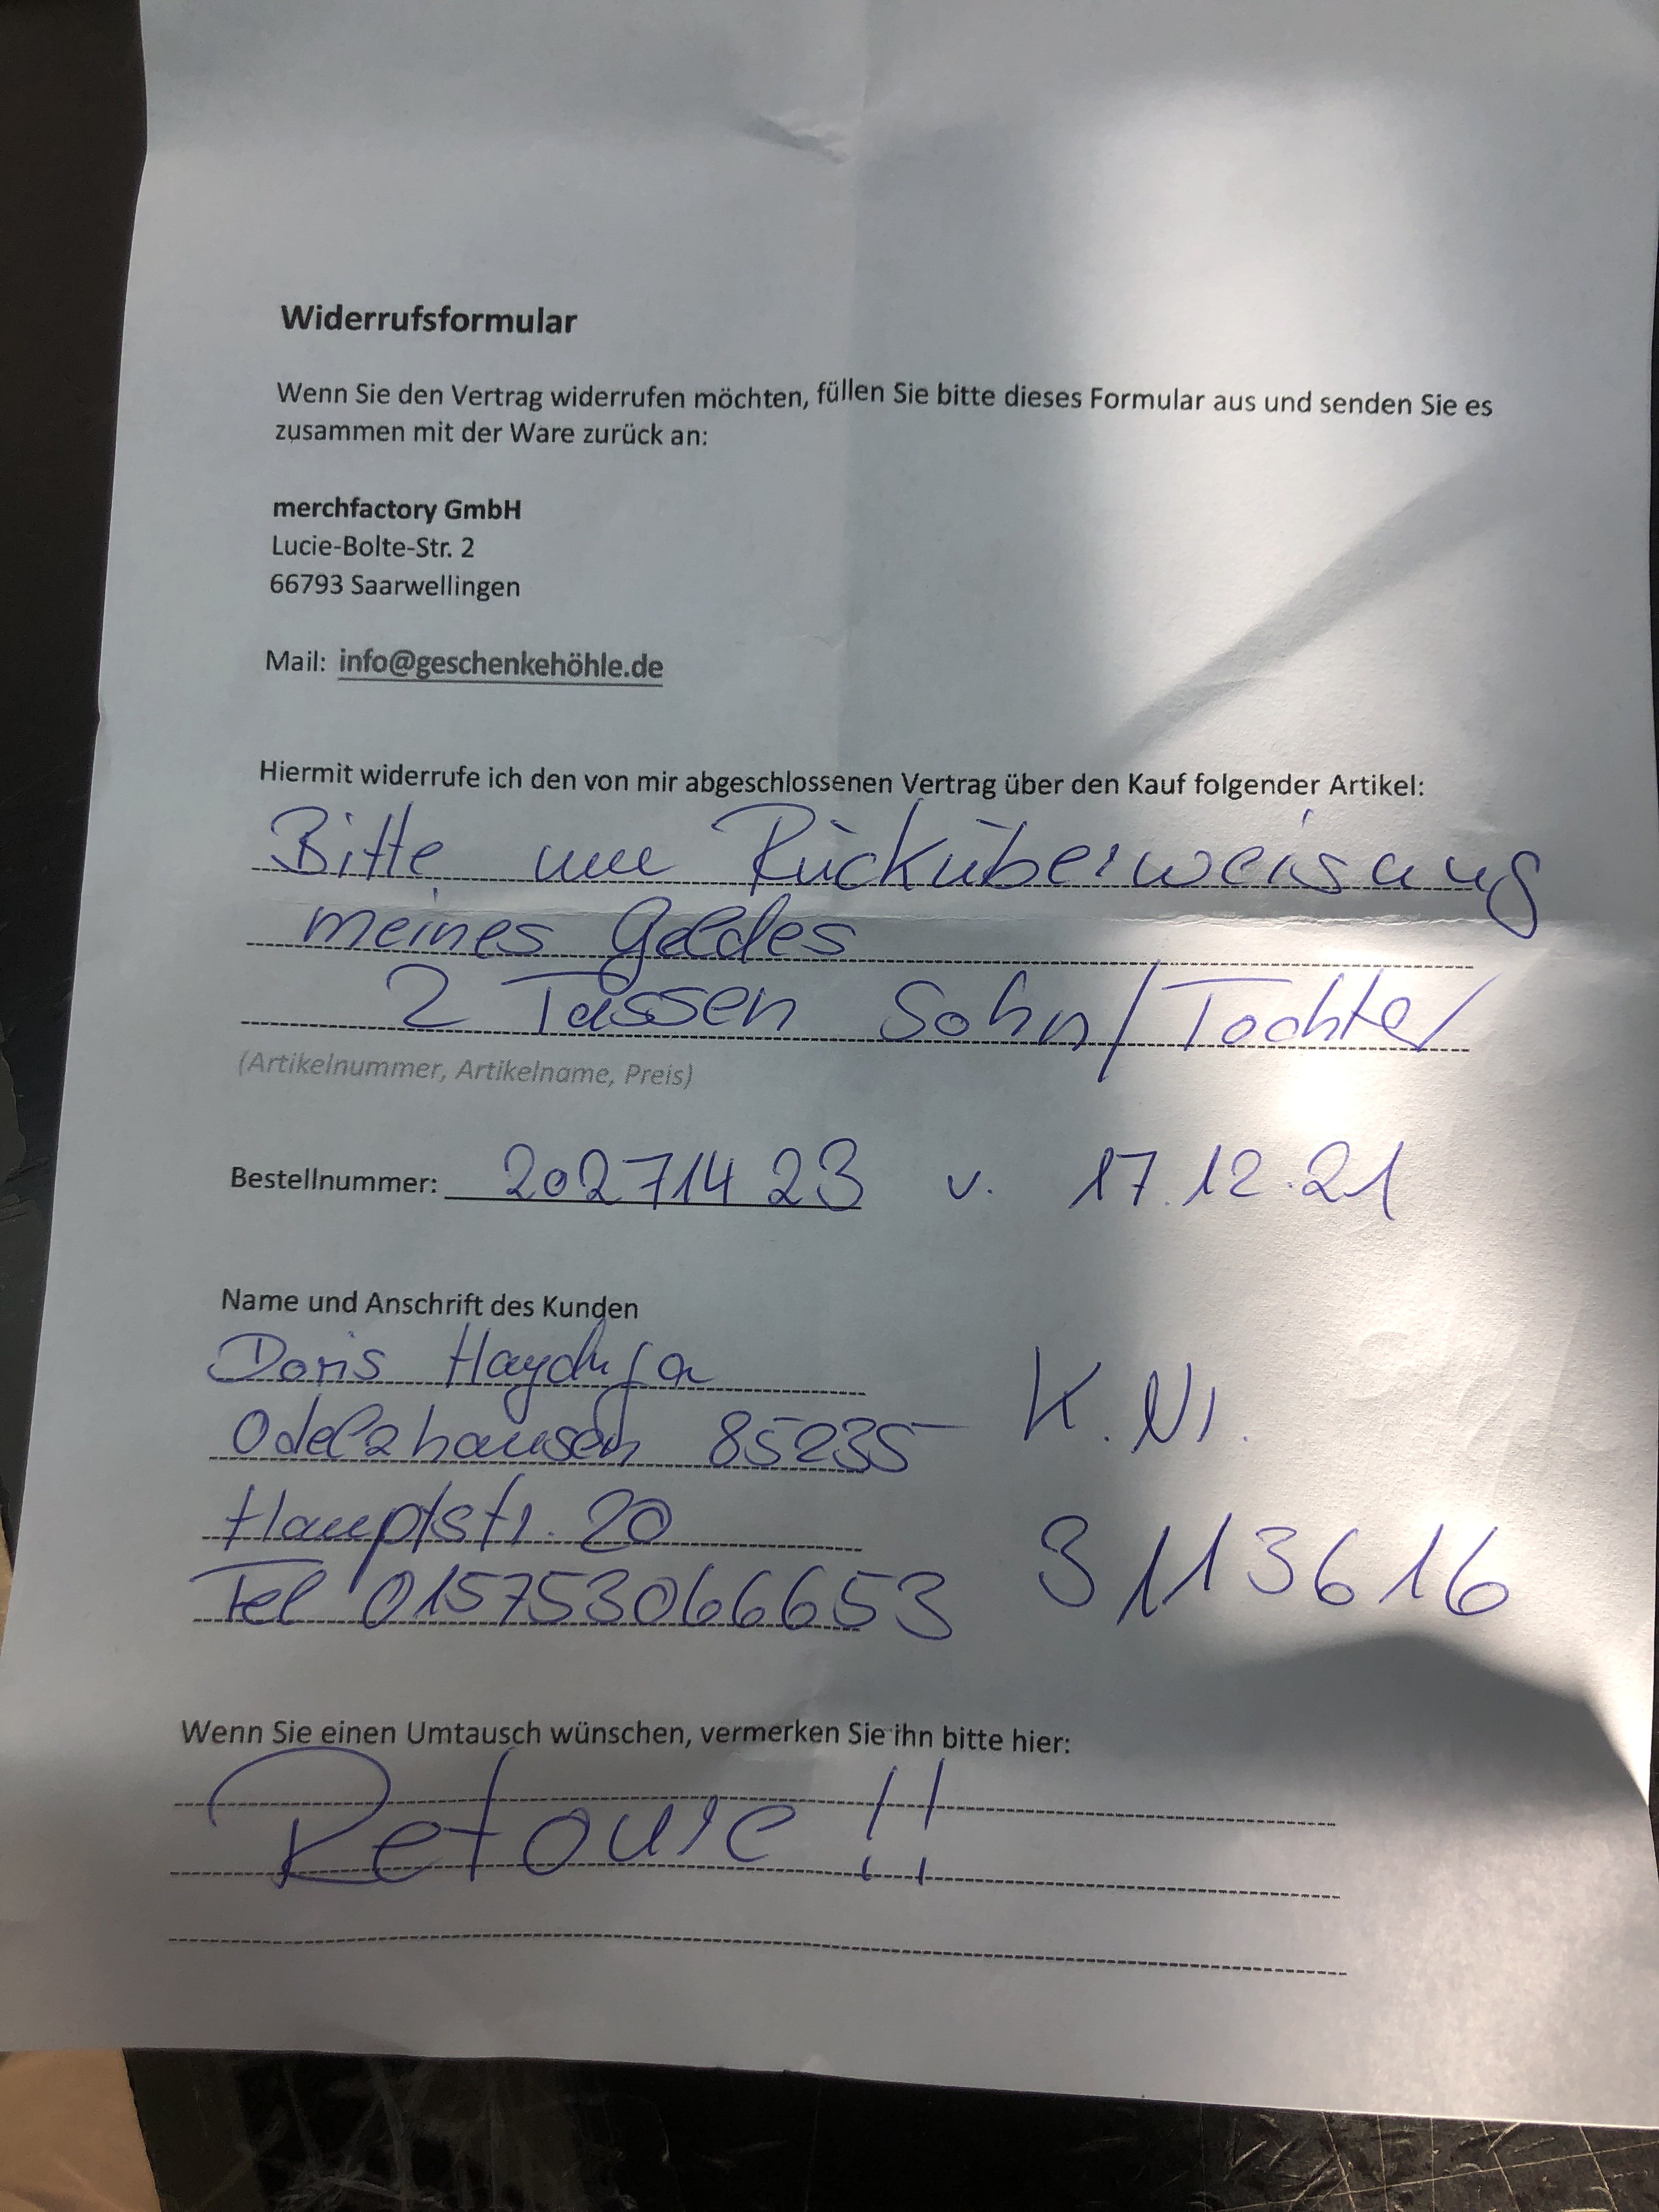 Widerrufsformular
Wenn Sie den Vertrag widerrufen möchten, füllen Sie bitte dieses Formular aus und senden Sie es
zusammen mit der Ware zurück an:
merchfactory GmbH
Lucie-Bolte-Str. 2
66793 Saarwellingen
Mail: info@geschenkehöhle.de
Hiermit widerrufe ich den von mir abgeschlossenen Vertrag über den Kauf folgender Artikel:
Bitte um Rücküberweisung
meines Geldes
2 Tassen Sohn/Tochter
(Artikelnummer, Artikelname, Preis)
Bestellnummer: 20271423 v. 17.12.21
Name und Anschrift des Kunden
Doris
Odelzhausen 85235 K.Nr.
Hauptstr. 20
Tel 015753066653 3113616
Wenn Sie einen Umtausch wünschen, vermerken Sie ihn bitte hier:
Retoure!!